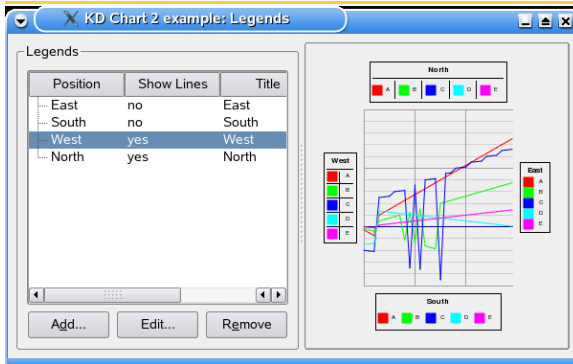 KD Chart 2 example: Legends
Legends
Position Show Lines Title
East no East
South no South
West yes West
North yes North
Add... Edit... Remove
North
A B C D E
West
A
B
C
D
E
East
A
B
C
D
E
South
A B C D E